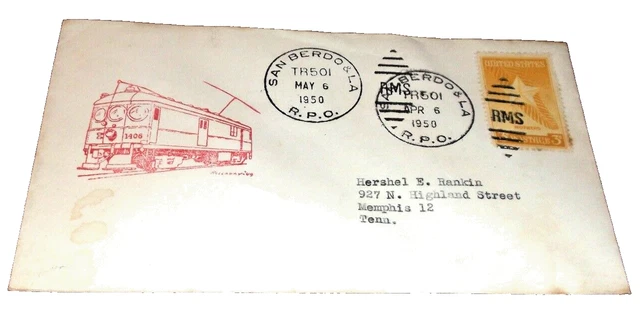 SAN BERDO & LA
TR501
MAY 6
1950
R.P.O.
RMS
SAN BERDO & LA
TR501
APR 6
1950
R.P.O.
RMS
UNITED STATES
3
1406
Hershel E. Rankin
927 N. Highland Street
Memphis 12
Tenn.